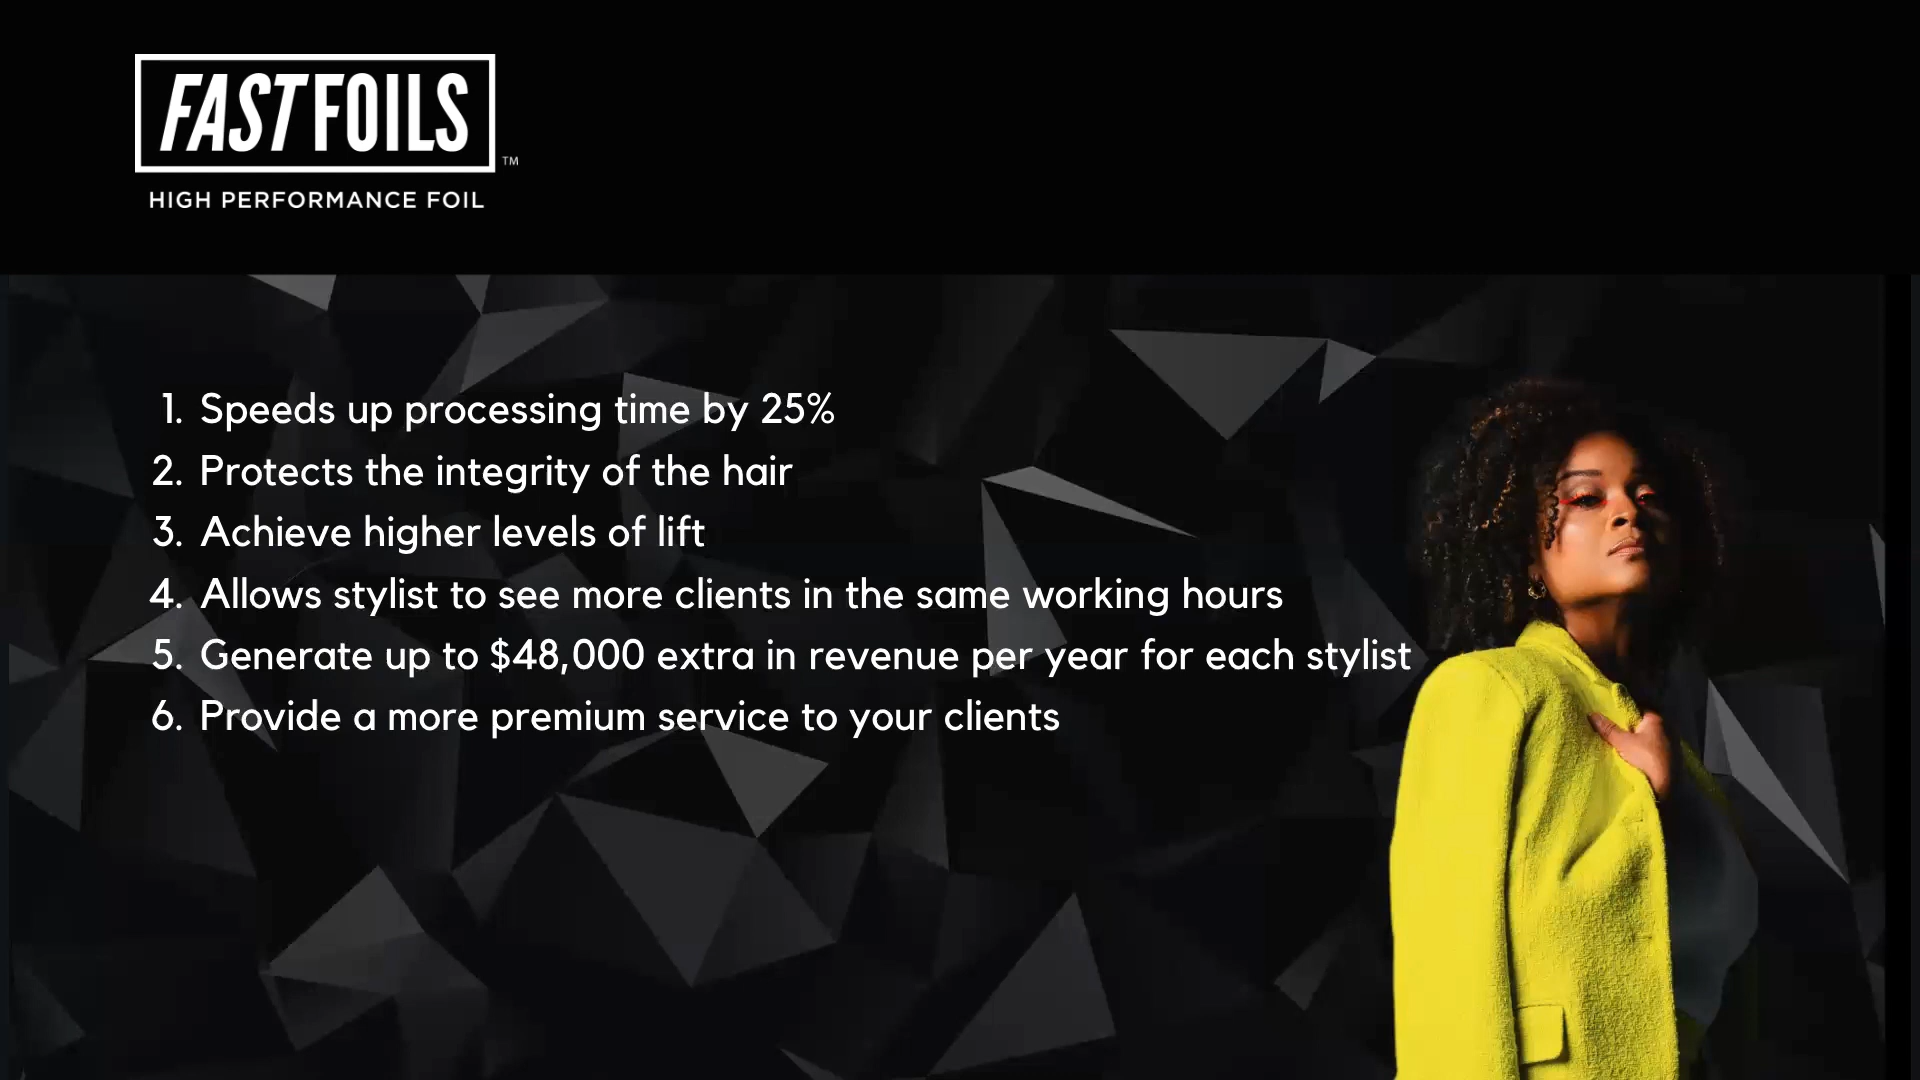 FAST FOILS
TM
HIGH PERFORMANCE FOIL
1. Speeds up processing time by 25%
2. Protects the integrity of the hair
3. Achieve higher levels of lift
4. Allows stylist to see more clients in the same working hours
5. Generate up to $48,000 extra in revenue per year for each stylist
6. Provide a more premium service to your clients